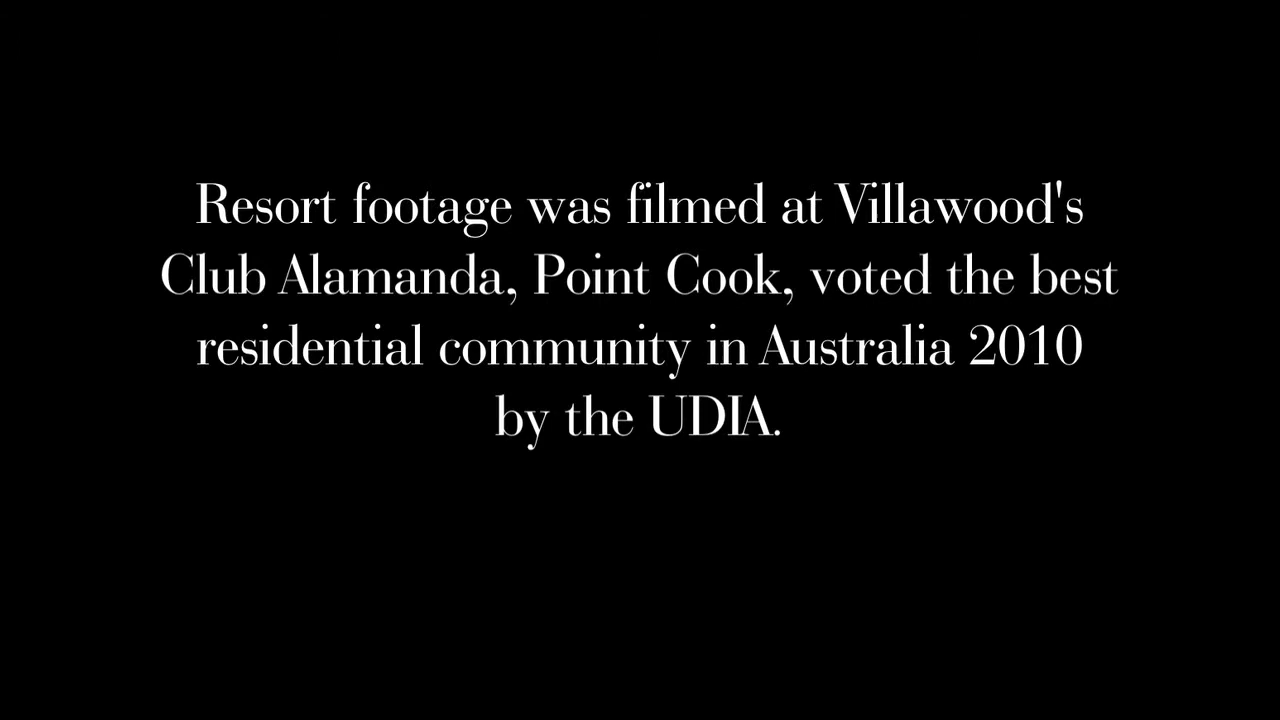 Resort footage was filmed at Villawood's
Club Alamanda, Point Cook, voted the best
residential community in Australia 2010
by the UDIA.